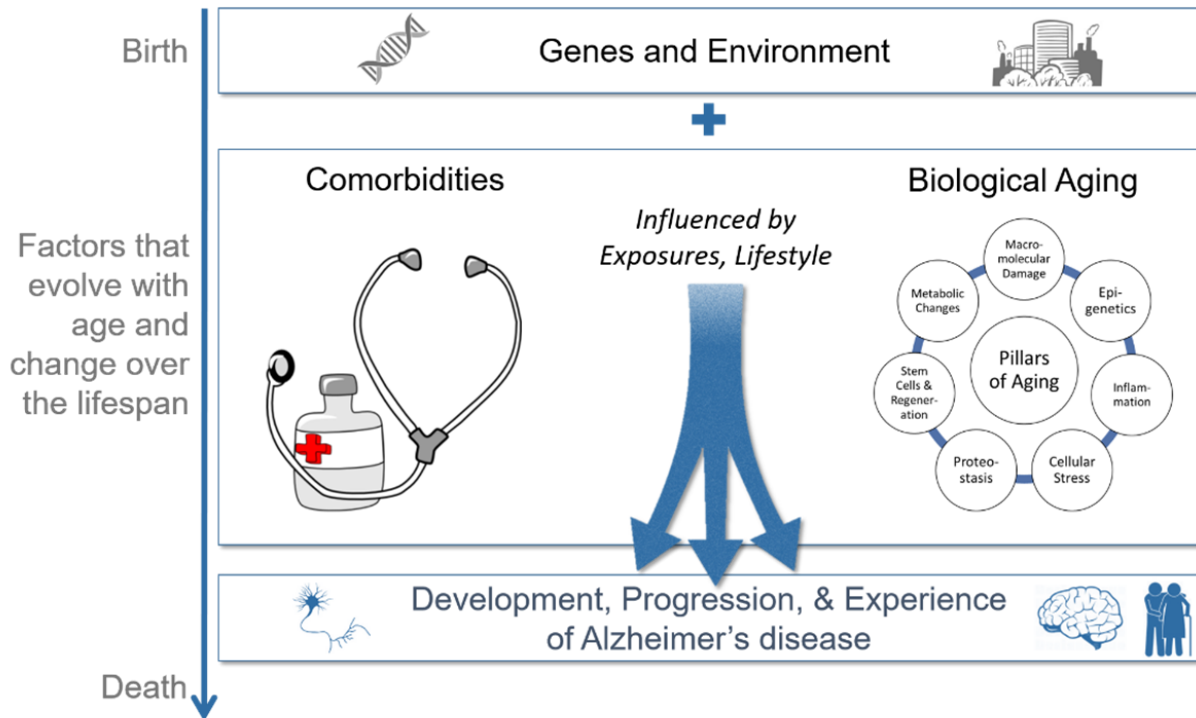 Birth
Genes and Environment
Comorbidities
Biological Aging
Influenced by
Exposures, Lifestyle
Factors that
evolve with
age and
change over
the lifespan
Macro-
molecular
Damage
Metabolic
Changes
Epi-
genetics
Pillars
of Aging
Stem
Cells &
Regener-
ation
Inflam-
mation
Proteo-
stasis
Cellular
Stress
Development, Progression, & Experience
of Alzheimer's disease
Death